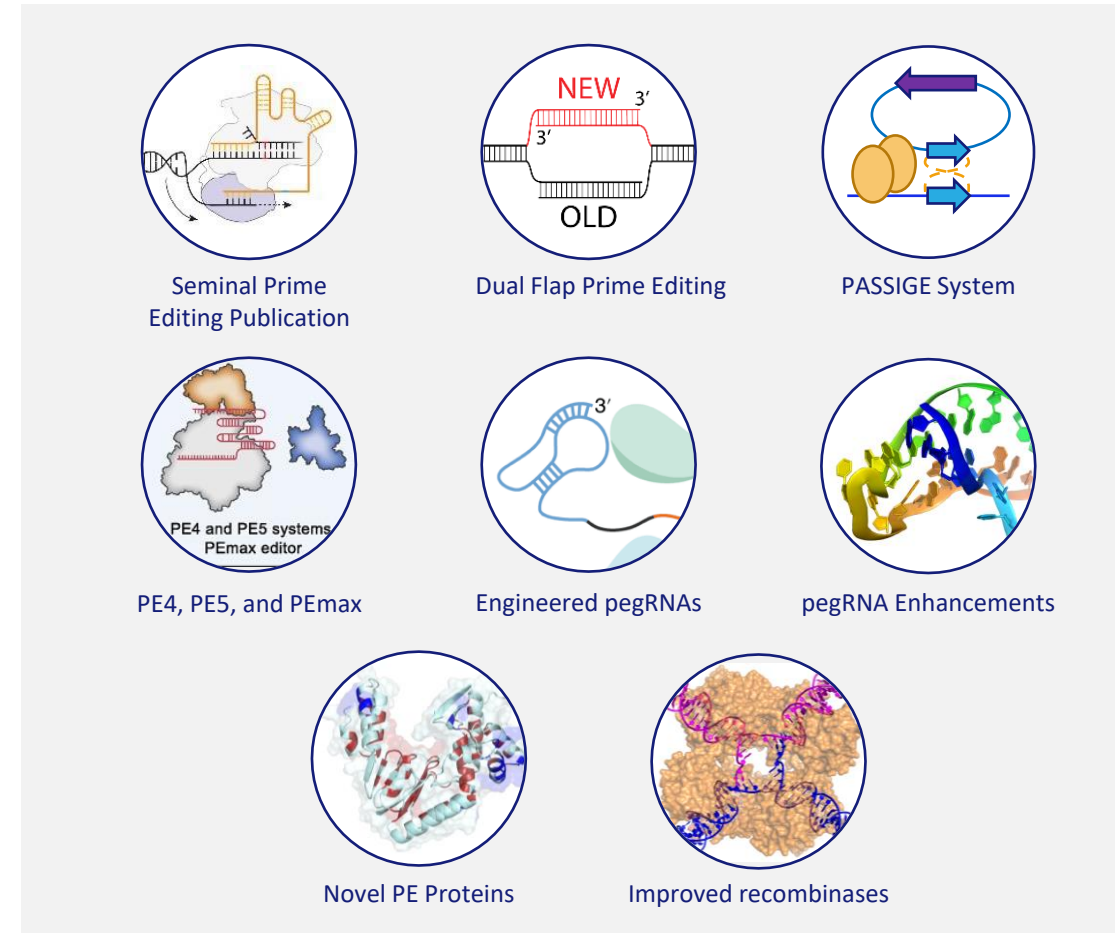 NEW
3′
3′
OLD
Seminal Prime
Editing Publication
Dual Flap Prime Editing
PASSIGE System
PE4 and PE5 systems
PEmax editor
3′
PE4, PE5, and PEmax
Engineered pegRNAs
pegRNA Enhancements
Novel PE Proteins
Improved recombinases